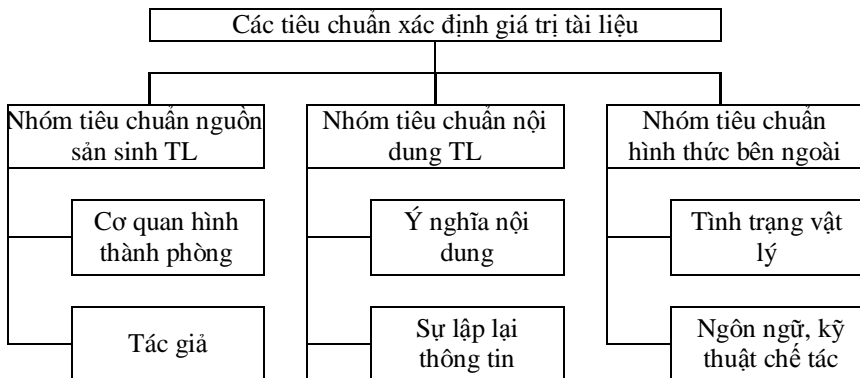 Các tiêu chuẩn xác định giá trị tài liệu
Nhóm tiêu chuẩn nguồn
sản sinh TL
Cơ quan hình
thành phòng
Tác giả
Nhóm tiêu chuẩn nội
dung TL
Ý nghĩa nội
dung
Sự lập lại
thông tin
Nhóm tiêu chuẩn
hình thức bên ngoài
Tình trạng vật
lý
Ngôn ngữ, kỹ
thuật chế tác